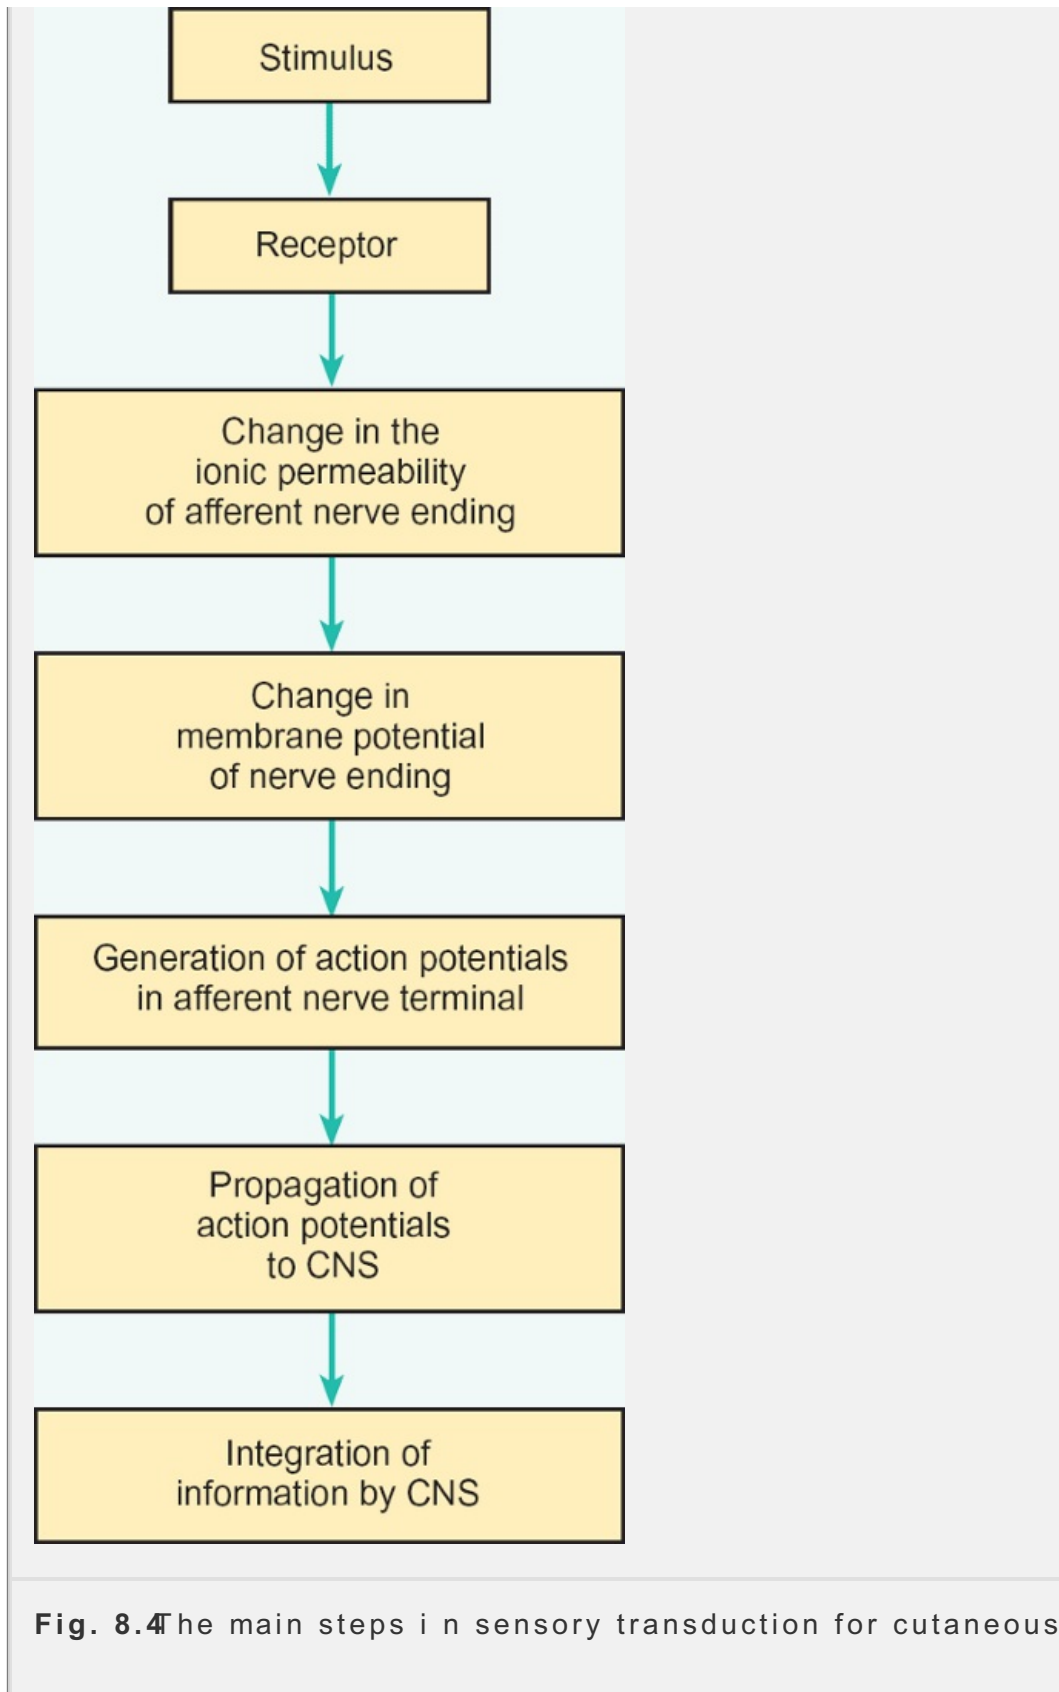 Stimulus
Receptor
Change in the
ionic permeability
of afferent nerve ending
Change in
membrane potential
of nerve ending
Generation of action potentials
in afferent nerve terminal
Propagation of
action potentials
to CNS
Integration of
information by CNS
Fig. 8.4The main steps i n sensory transduction for cutaneous